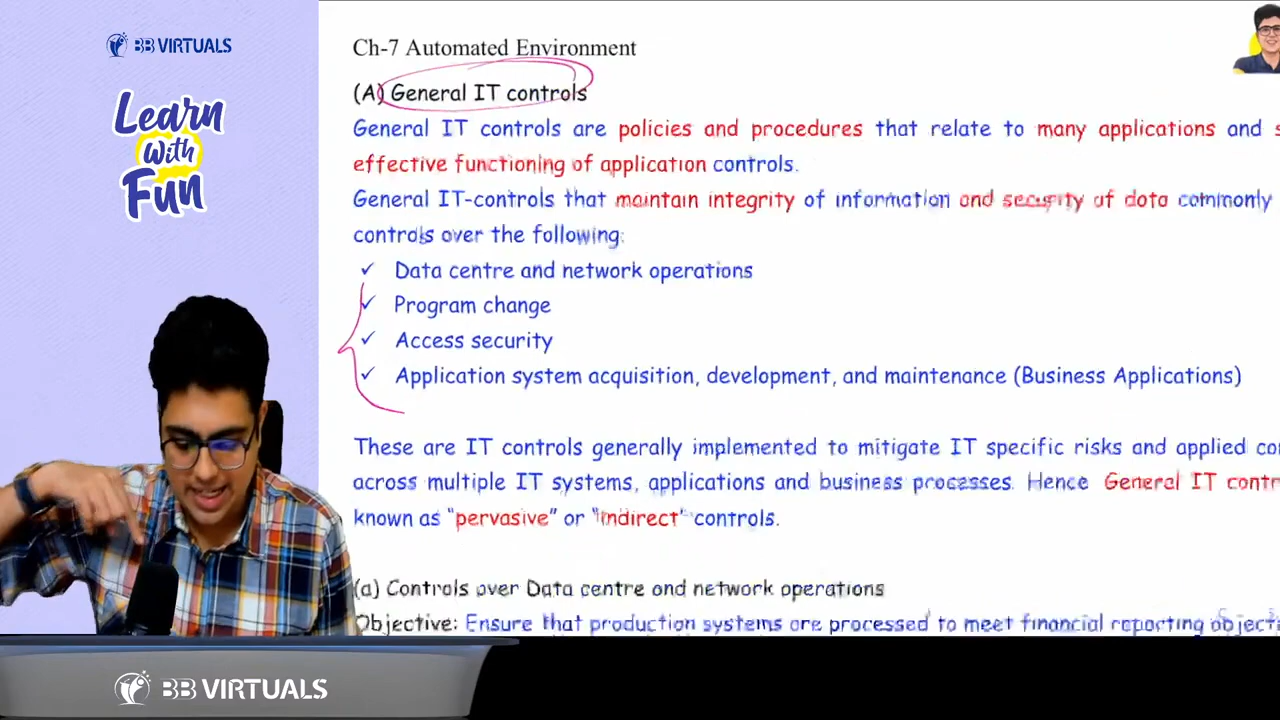 BB VIRTUALS
Learn
With
Fun
Ch-7 Automated Environment
(A) General IT controls
General IT controls are policies and procedures that relate to many applications and
effective functioning of application controls.
General IT-controls that maintain integrity of information and security of data commonly
controls over the following:
✓ Data centre and network operations
✓ Program change
✓ Access security
✓ Application system acquisition, development, and maintenance (Business Applications)
These are IT controls generally implemented to mitigate IT specific risks and applied
across multiple IT systems, applications and business processes. Hence General IT
known as “pervasive” or “indirect” controls.
(a) Controls over Data centre and network operations
Objective: Ensure that production systems are processed to meet financial reporting
BB VIRTUALS